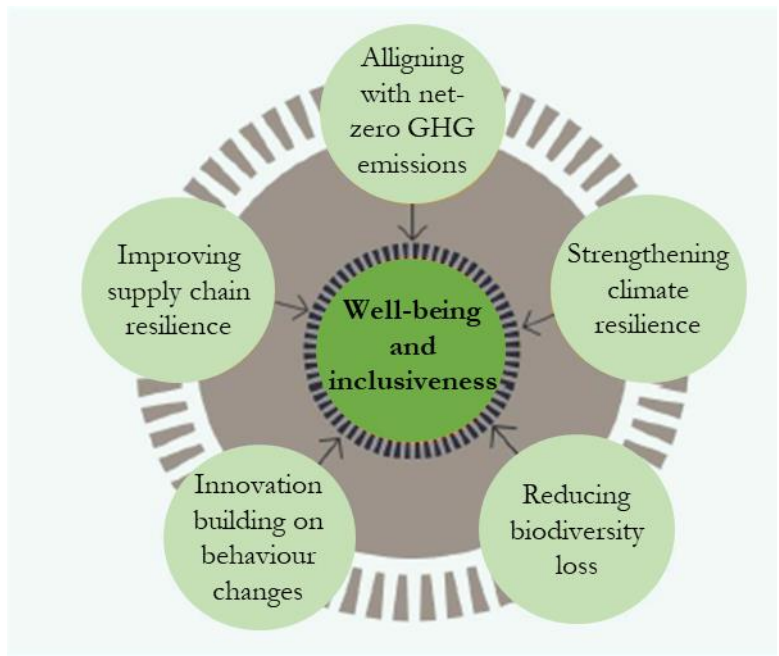 Alligning
with net-
zero GHG
emissions
Improving
supply chain
resilience
Strengthening
climate
resilience
Well-being
and
inclusiveness
Innovation
building on
behaviour
changes
Reducing
biodiversity
loss